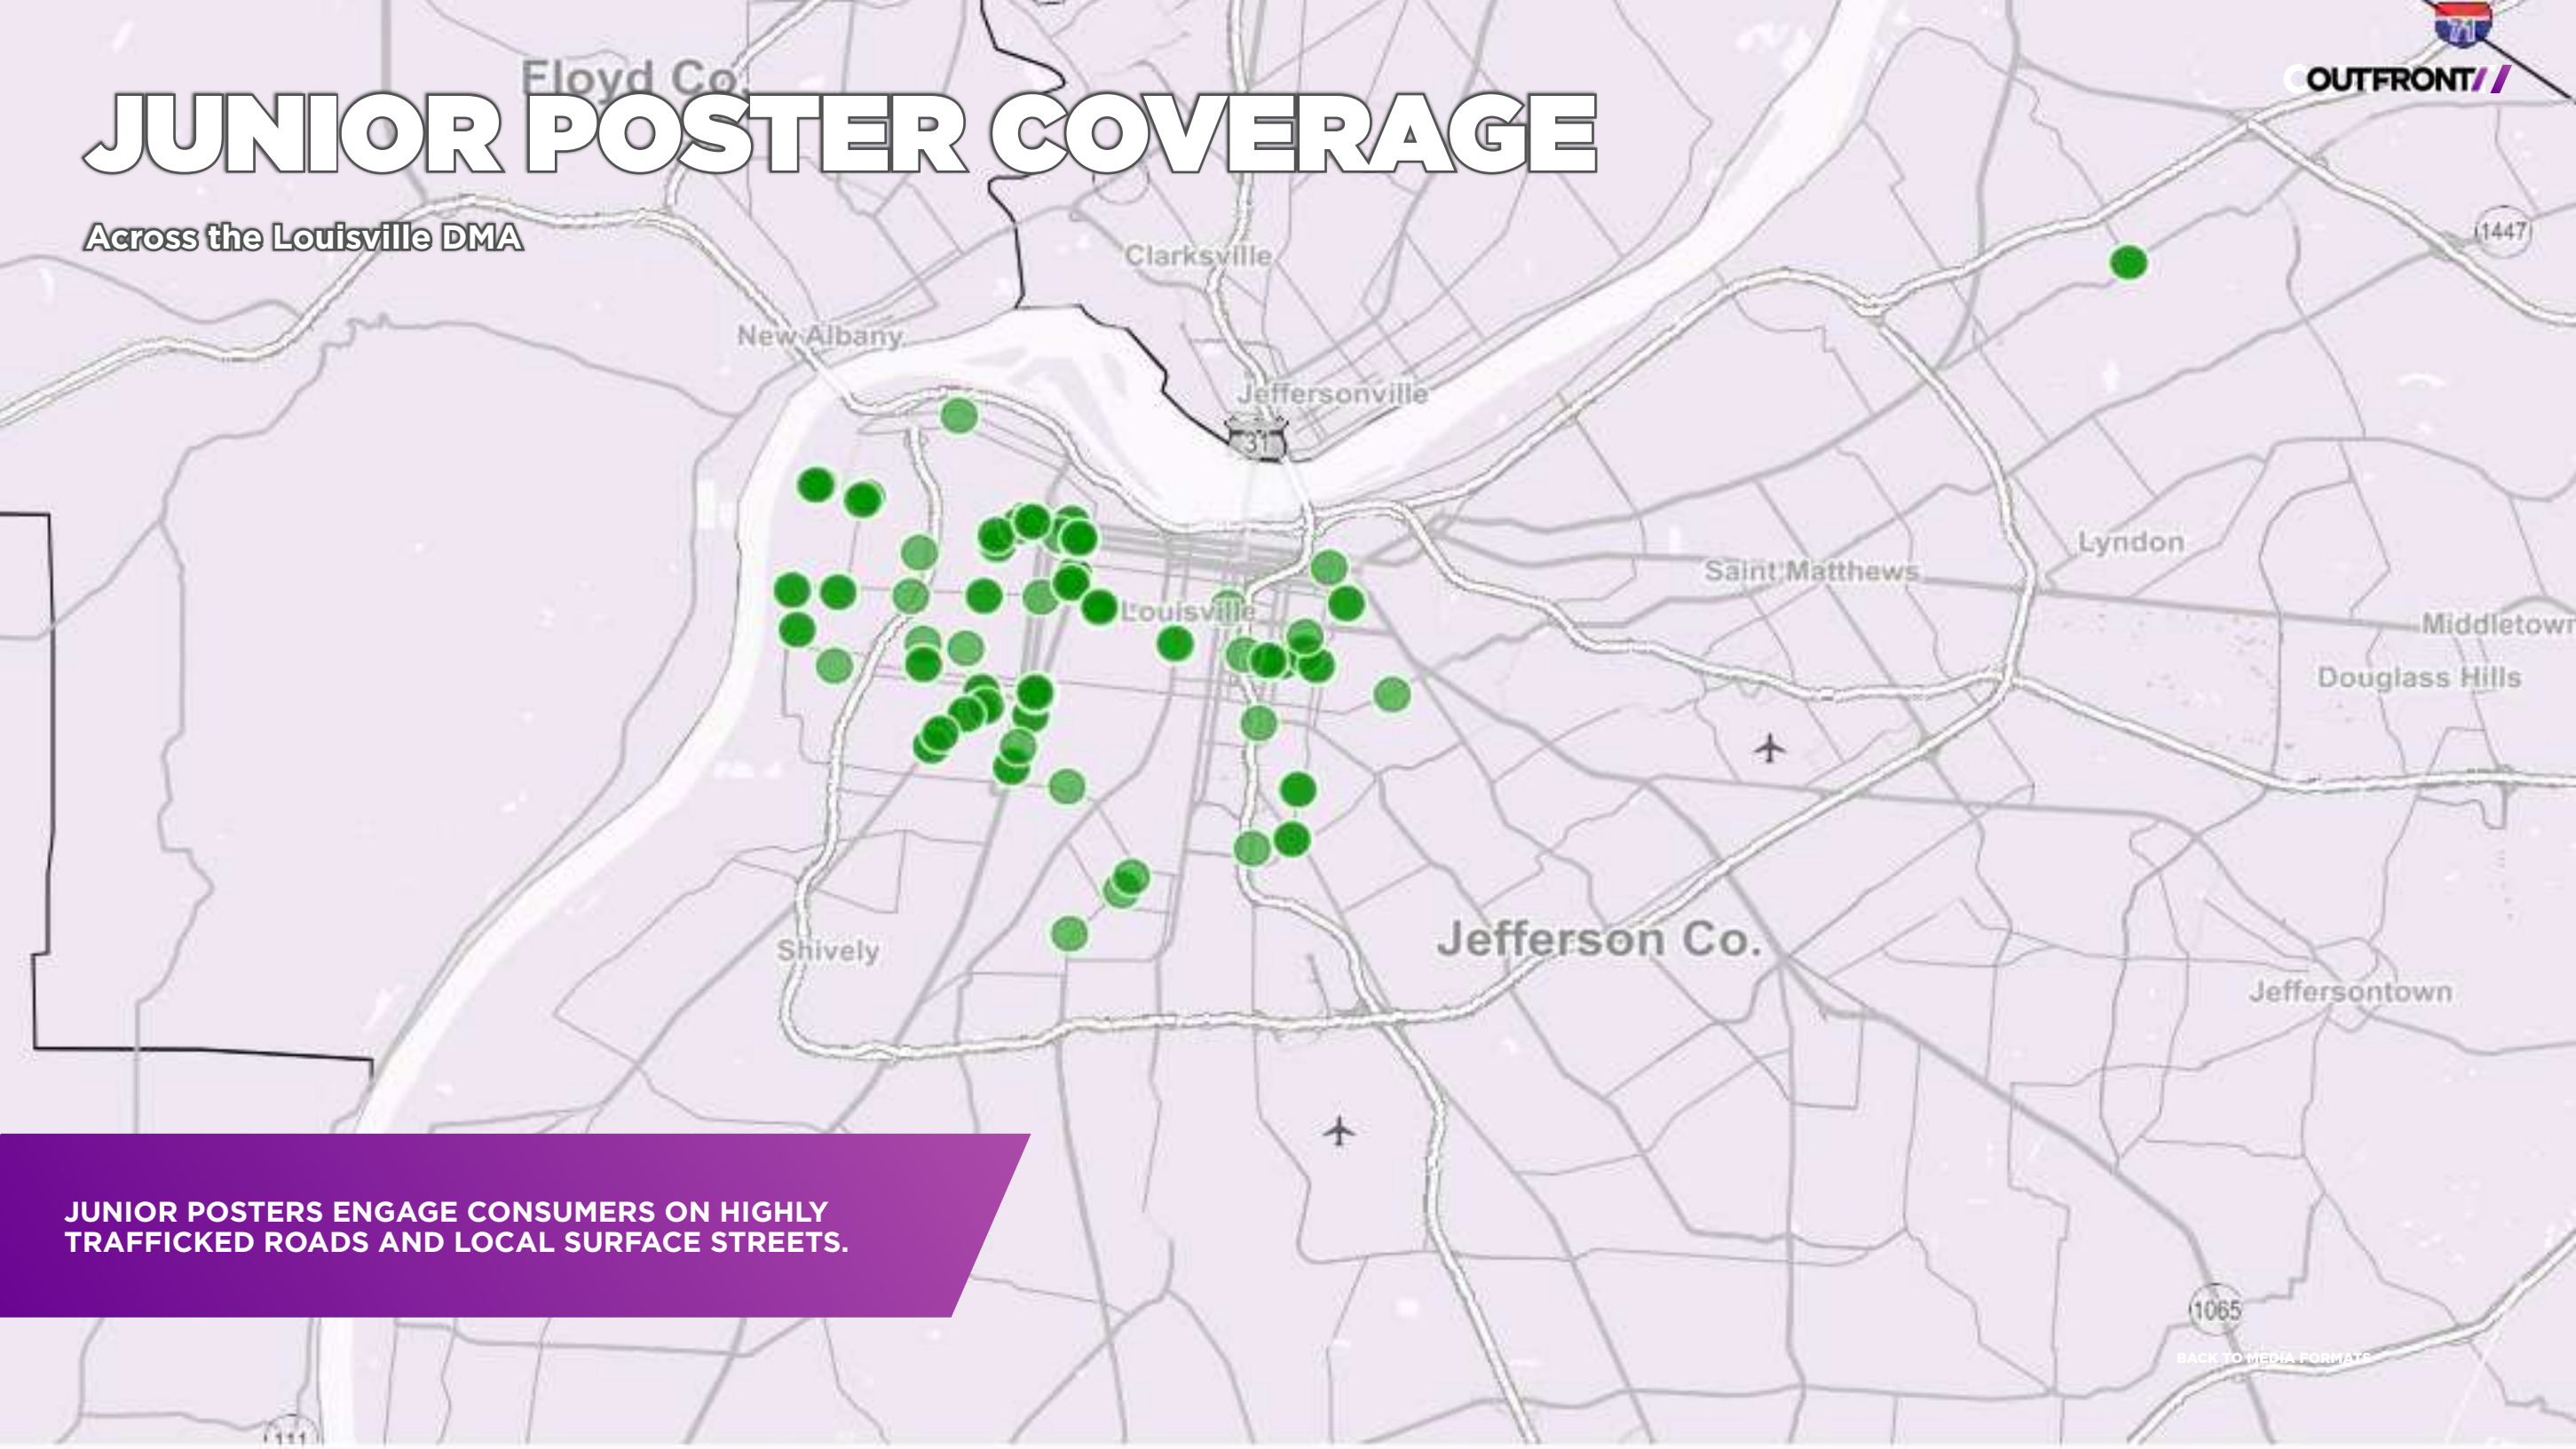 Floyd Co.
71
OUTFRONT//
JUNIOR POSTER COVERAGE
1447
Across the Louisville DMA
Clarksville
New Albany
Jeffersonville
31
Lyndon
Saint Matthews
Louisville
Middletown
Douglass Hills
Jefferson Co.
Shively
Jeffersontown
JUNIOR POSTERS ENGAGE CONSUMERS ON HIGHLY
TRAFFICKED ROADS AND LOCAL SURFACE STREETS.
1065
BACK TO MEDIA FORMATS
111